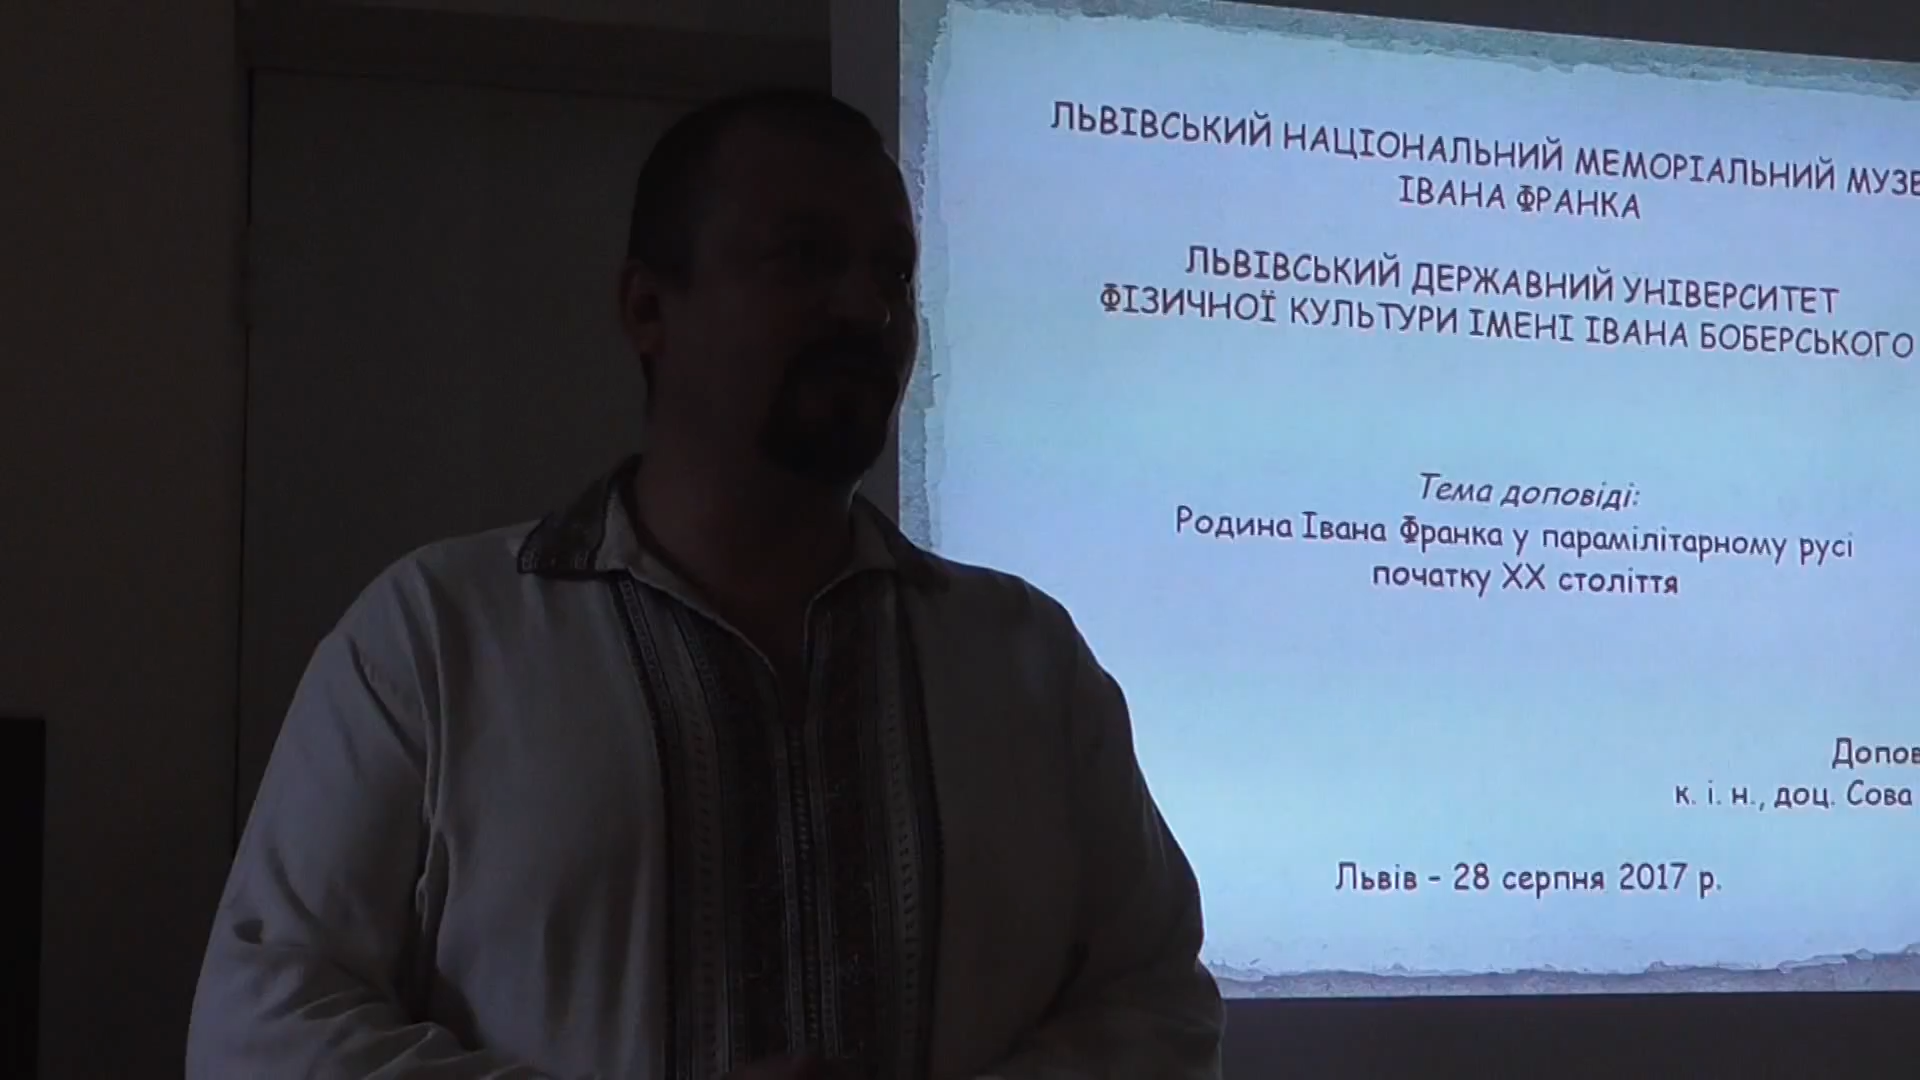 ЛЬВІВСЬКИЙ НАЦІОНАЛЬНИЙ МЕМОРІАЛЬНИЙ
ІВАНА ФРАНКА
ЛЬВІВСЬКИЙ ДЕРЖАВНИЙ УНІВЕРСИТЕТ
ФІЗИЧНОЇ КУЛЬТУРИ ІМЕНІ ІВАНА БОБЕРСЬКОГО
Тема доповіді:
Родина Івана Франка у парамілітарному русі
початку XX століття
к. і. н., доц. Сова
Львів - 28 серпня 2017 р.